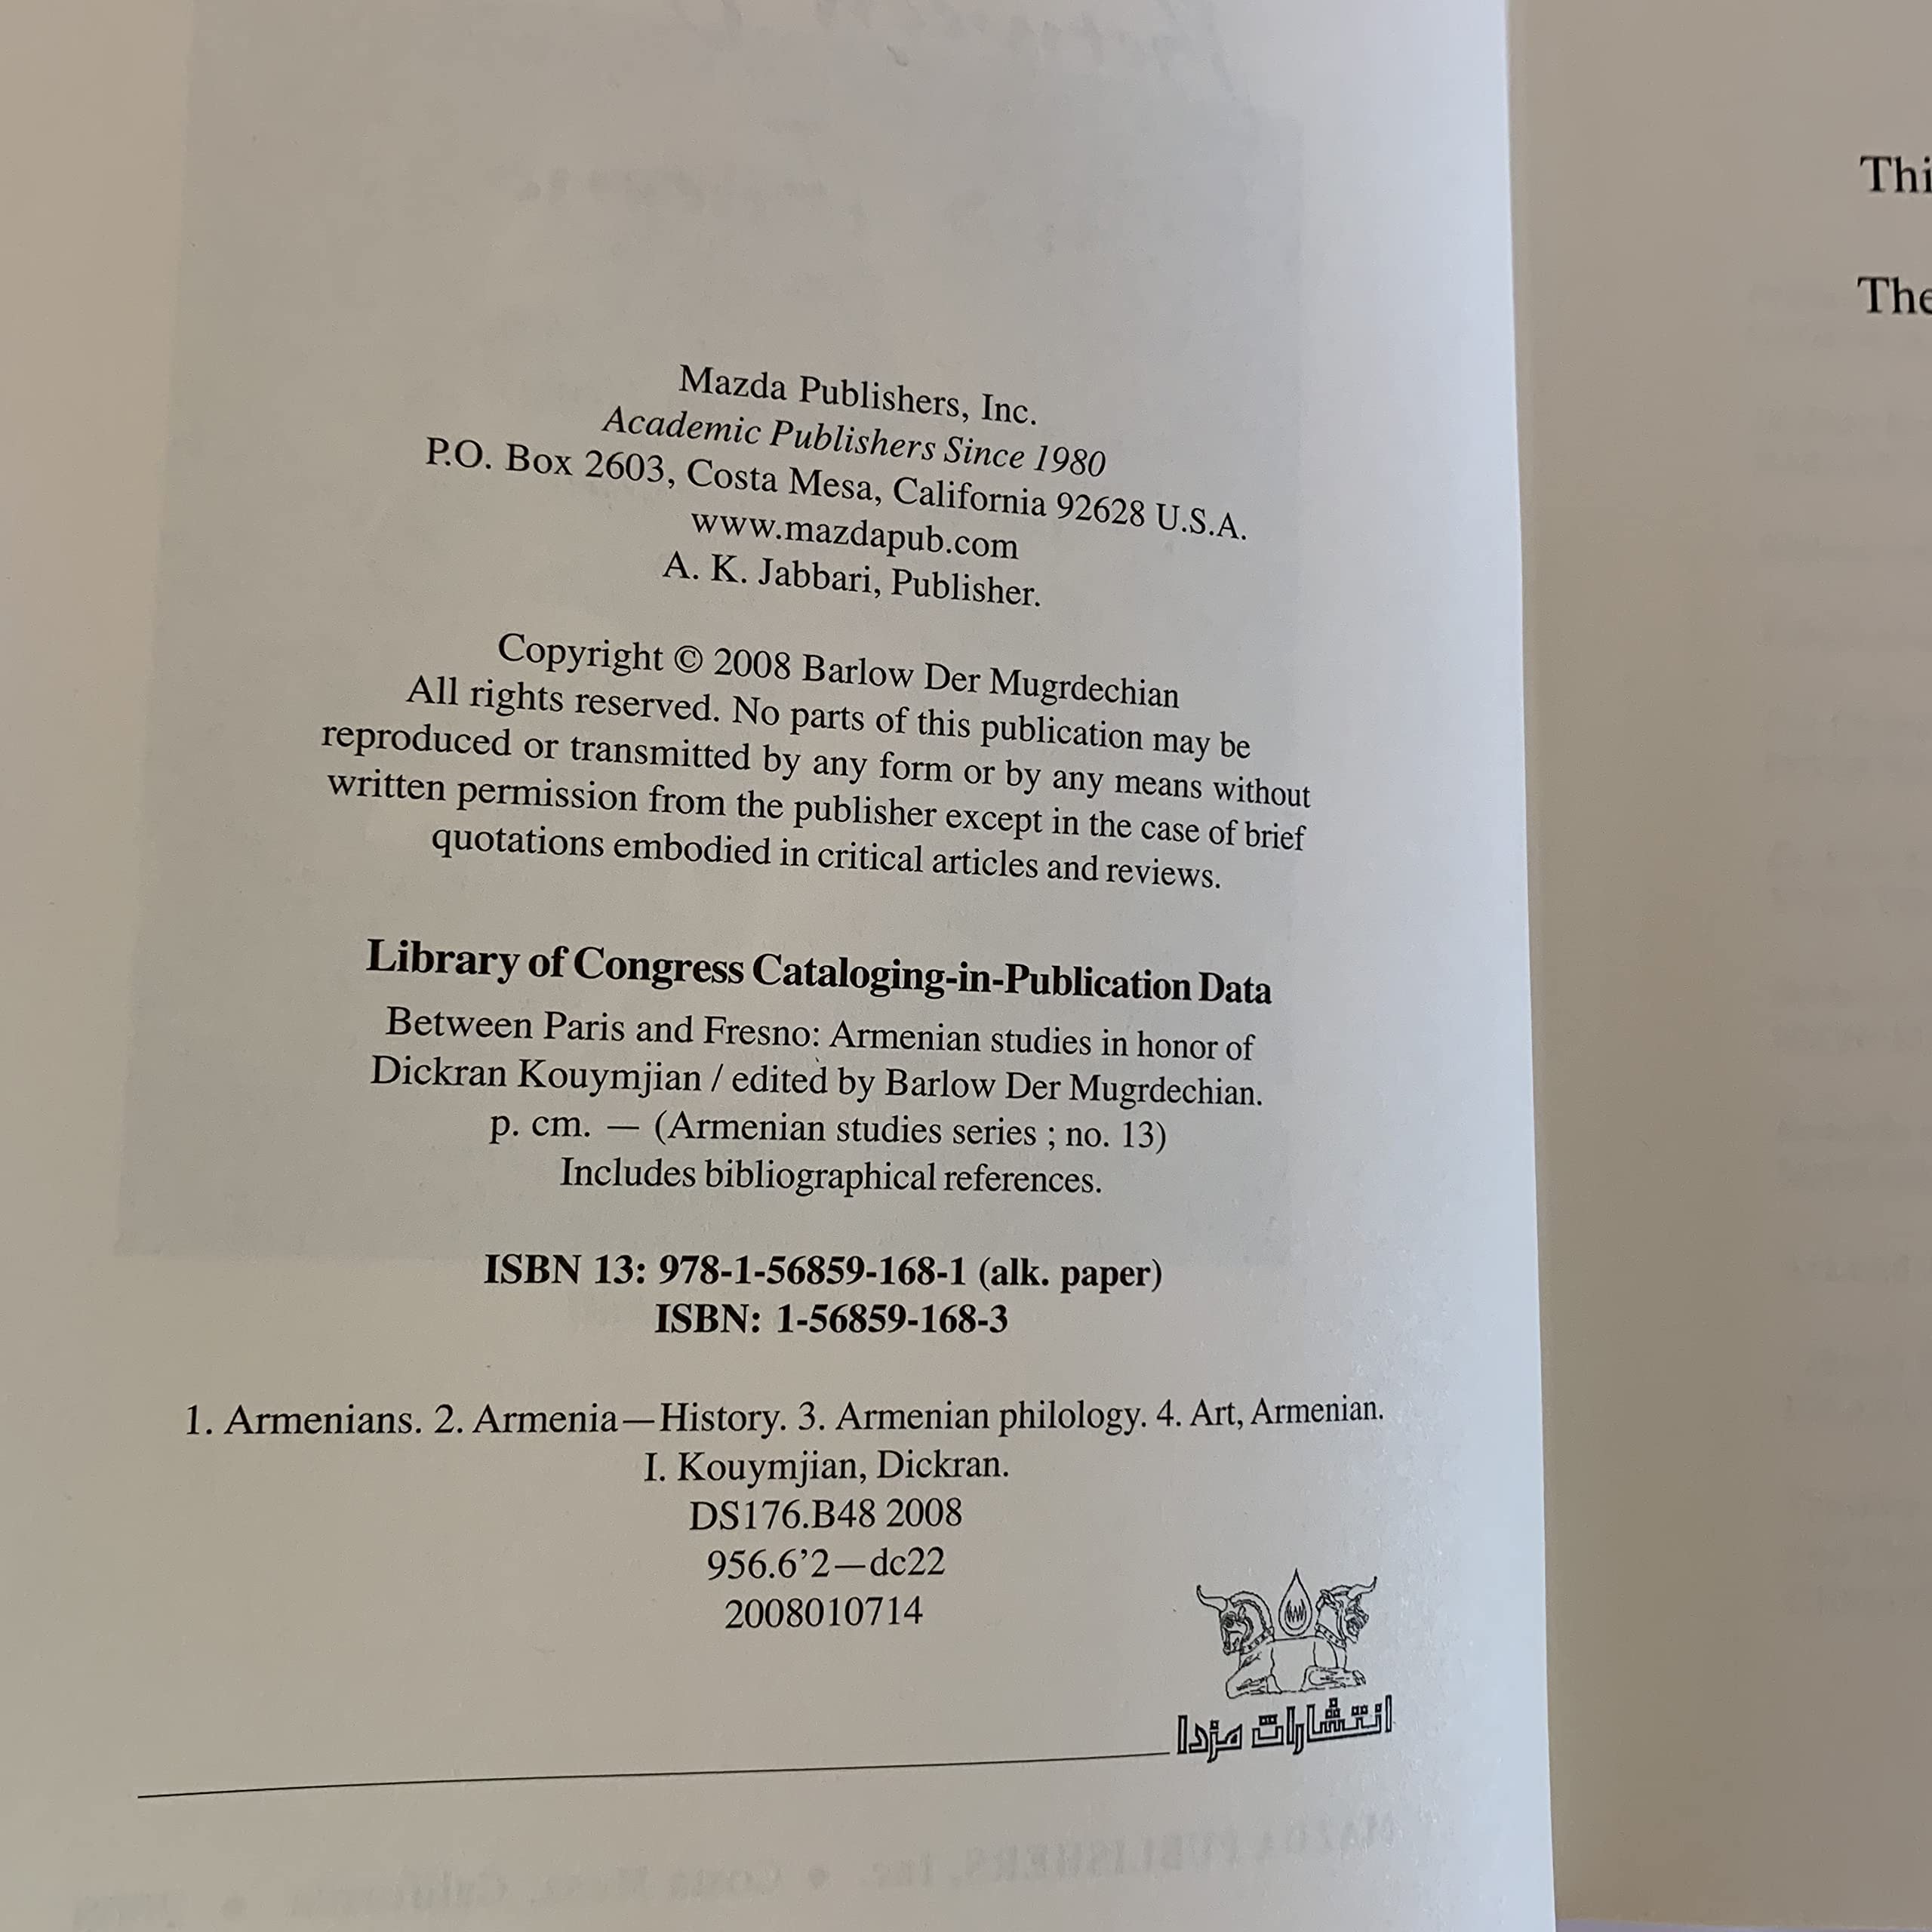 Mazda Publishers, Inc.
Academic Publishers Since 1980
P.O. Box 2603, Costa Mesa, California 92628 U.S.A.
www.mazdapub.com
A. K. Jabbari, Publisher.
Copyright © 2008 Barlow Der Mugrdechian
All rights reserved. No parts of this publication may be
reproduced or transmitted by any form or by any means without
written permission from the publisher except in the case of brief
quotations embodied in critical articles and reviews.
Library of Congress Cataloging-in-Publication Data
Between Paris and Fresno: Armenian studies in honor of
Dickran Kouymjian / edited by Barlow Der Mugrdechian.
p. cm. — (Armenian studies series ; no. 13)
Includes bibliographical references.
ISBN 13: 978-1-56859-168-1 (alk. paper)
ISBN: 1-56859-168-3
1. Armenians. 2. Armenia—History. 3. Armenian philology. 4. Art, Armenian.
I. Kouymjian, Dickran.
DS176.B48 2008
956.6’2—dc22
2008010714
انتشارات مزدا
Thi
The